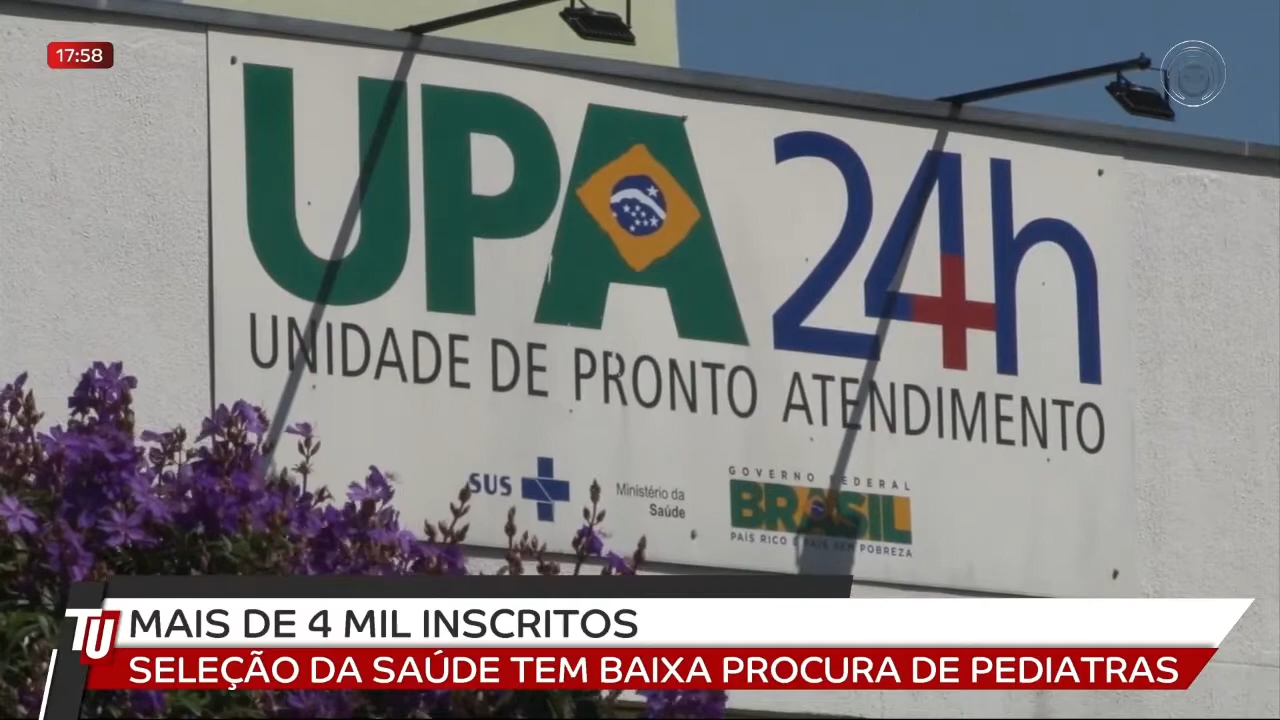 17:58
UPA 24h
UNIDADE DE PRONTO ATENDIMENTO
SUS
Ministério da
Saúde
GOVERNO FEDERAL
BRASIL
PAÍS RICO É PAÍS SEM POBREZA
TU
MAIS DE 4 MIL INSCRITOS
SELEÇÃO DA SAÚDE TEM BAIXA PROCURA DE PEDIATRAS